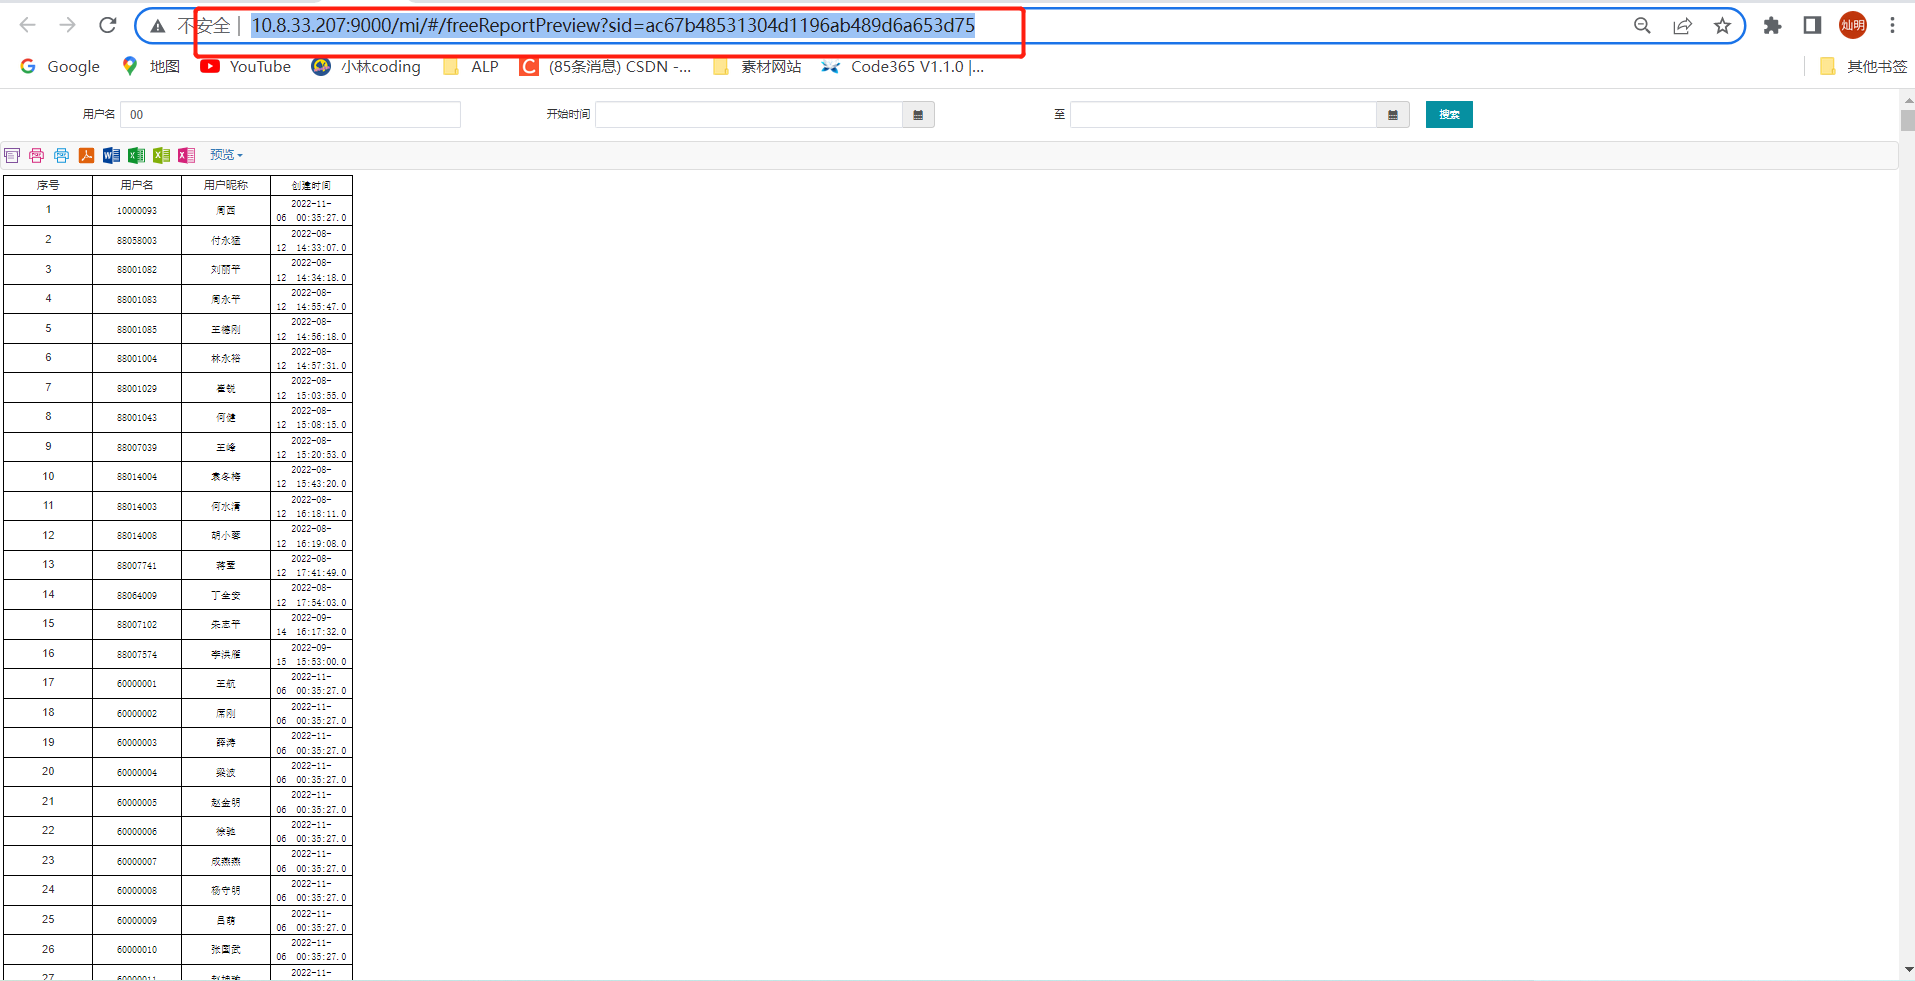 不安全 | 10.8.33.207:9000/mi/#/freeReportPreview?sid=ac67b48531304d1196ab489d6a653d75 灿明
Google 地图 YouTube 小林coding ALP (85条消息) CSDN -... 素材网站 Code365 V1.1.0 |... 其他书签
用户名 00 开始时间 至 搜索
预览
序号 用户名 用户昵称 创建时间
1 10000093 周西 2022-11-06 00:35:27.0
2 88058003 付永猛 2022-08-12 14:33:07.0
3 88001082 刘丽平 2022-08-12 14:34:18.0
4 88001083 周永平 2022-08-12 14:55:47.0
5 88001085 王德刚 2022-08-12 14:56:18.0
6 88001004 林永裕 2022-08-12 14:57:31.0
7 88001029 崔锐 2022-08-12 15:03:55.0
8 88001043 何健 2022-08-12 15:08:15.0
9 88007039 王峰 2022-08-12 15:20:53.0
10 88014004 袁冬梅 2022-08-12 15:43:20.0
11 88014003 何水清 2022-08-12 16:18:11.0
12 88014008 胡小蓉 2022-08-12 16:19:08.0
13 88007741 蒋莹 2022-08-12 17:41:49.0
14 88064009 丁全安 2022-08-12 17:54:03.0
15 88007102 朱志平 2022-09-14 16:17:32.0
16 88007574 李洪雁 2022-09-15 15:53:00.0
17 60000001 王航 2022-11-06 00:35:27.0
18 60000002 席刚 2022-11-06 00:35:27.0
19 60000003 薛涛 2022-11-06 00:35:27.0
20 60000004 梁波 2022-11-06 00:35:27.0
21 60000005 赵金明 2022-11-06 00:35:27.0
22 60000006 徐驰 2022-11-06 00:35:27.0
23 60000007 成燕燕 2022-11-06 00:35:27.0
24 60000008 杨守明 2022-11-06 00:35:27.0
25 60000009 吕萌 2022-11-06 00:35:27.0
26 60000010 张国武 2022-11-06 00:35:27.0
27 60000011 2022-11-